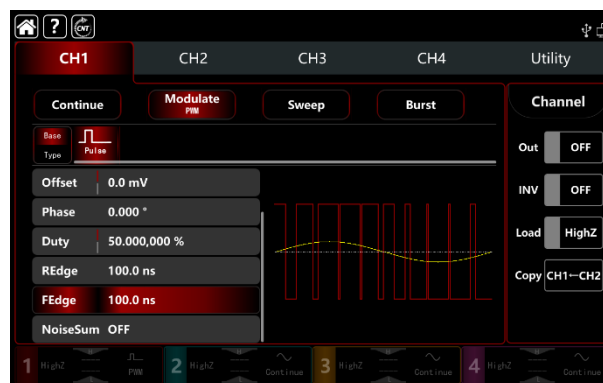 ? CNT
CH1 CH2 CH3 CH4 Utility
Continue Modulate Sweep Burst Channel
PWM
Base
Type Pulse
Out OFF
Offset 0.0 mV
INV OFF
Phase 0.000 °
Load HighZ
Duty 50.000,000 %
REdge 100.0 ns
Copy CH1←CH2
FEdge 100.0 ns
NoiseSum OFF
1 HighZ PWM 2 HighZ Continue 3 HighZ Continue 4 HighZ Continue